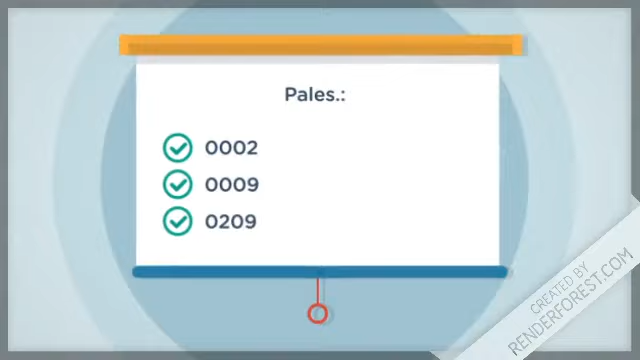 Pales.:
0002
0009
0209
CREATED BY
RENDERFOREST.COM